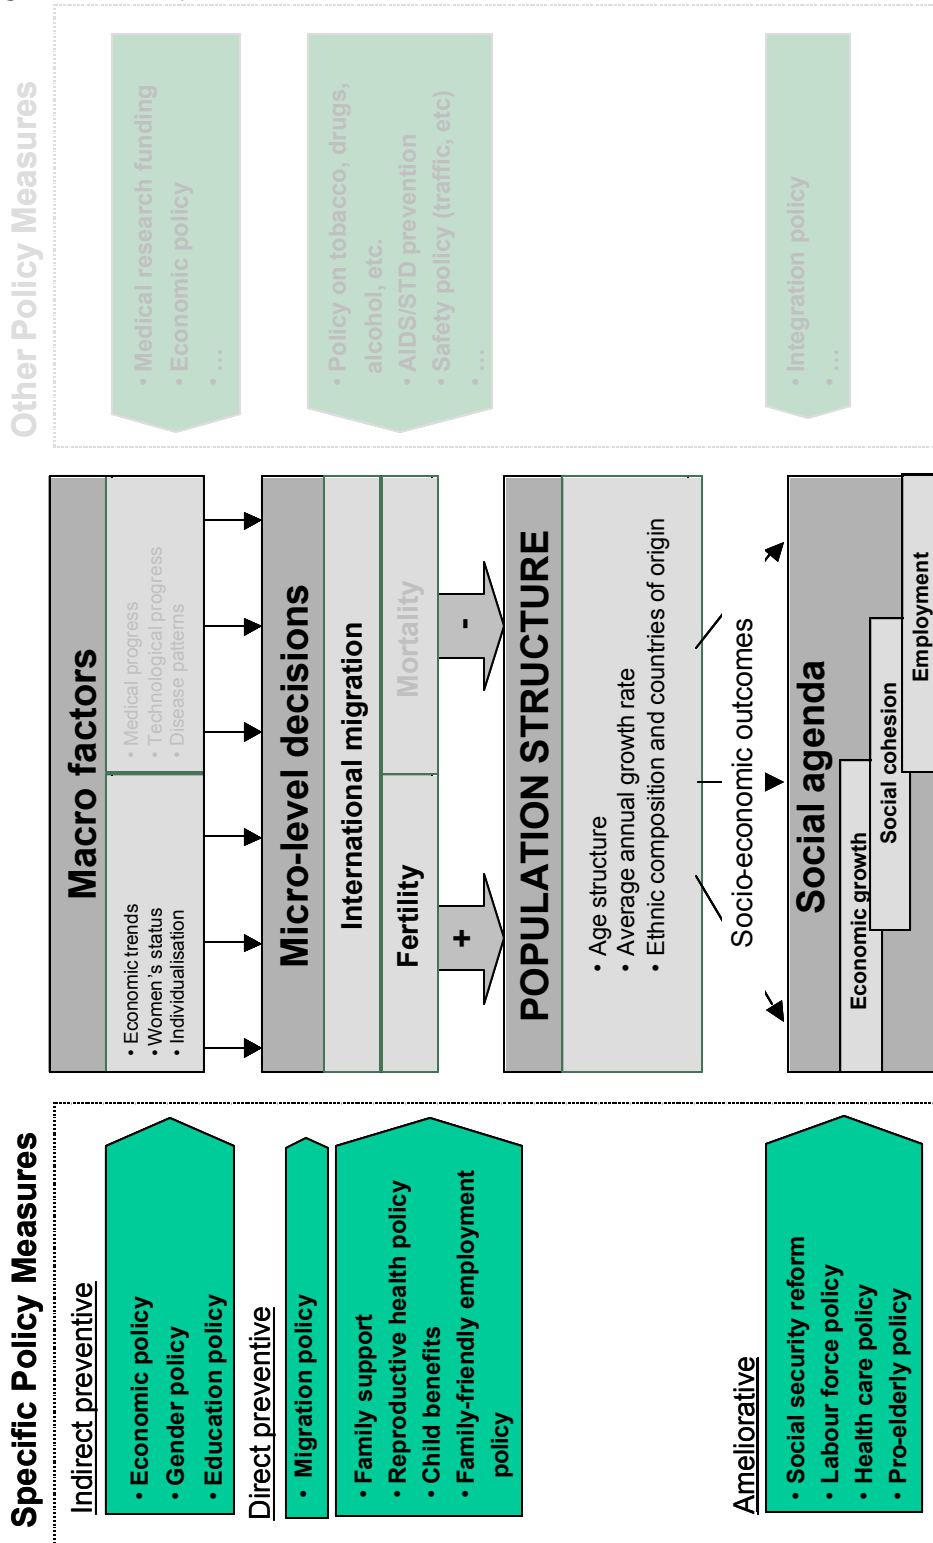 Specific Policy Measures
Indirect preventive
• Economic policy
• Gender policy
• Education policy
Direct preventive
• Migration policy
• Family support
• Reproductive health policy
• Child benefits
• Family-friendly employment
policy
Ameliorative
• Social security reform
• Labour force policy
• Health care policy
• Pro-elderly policy
Macro factors
• Economic trends
• Women's status
• Individualisation
• Medical progress
• Technological progress
• Disease patterns
Micro-level decisions
International migration
Fertility
Mortality
+
-
POPULATION STRUCTURE
• Age structure
• Average annual growth rate
• Ethnic composition and countries of origin
Socio-economic outcomes
Social agenda
Economic growth
Social cohesion
Employment
Other Policy Measures
• Medical research funding
• Economic policy
• ...
• Policy on tobacco, drugs,
alcohol, etc.
• AIDS/STD prevention
• Safety policy (traffic, etc)
• ...
• Integration policy
• ...